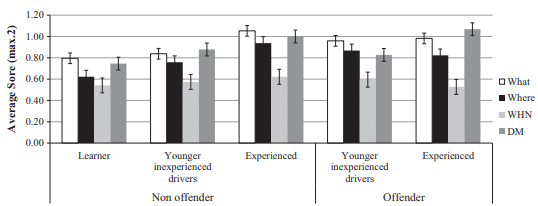 Average Sore (max.2)
1.20
1.00
0.80
0.60
0.40
0.20
0.00
What
Where
WHN
DM
Learner
Younger
inexperienced
drivers
Experienced
Younger
inexperienced
drivers
Experienced
Non offender
Offender